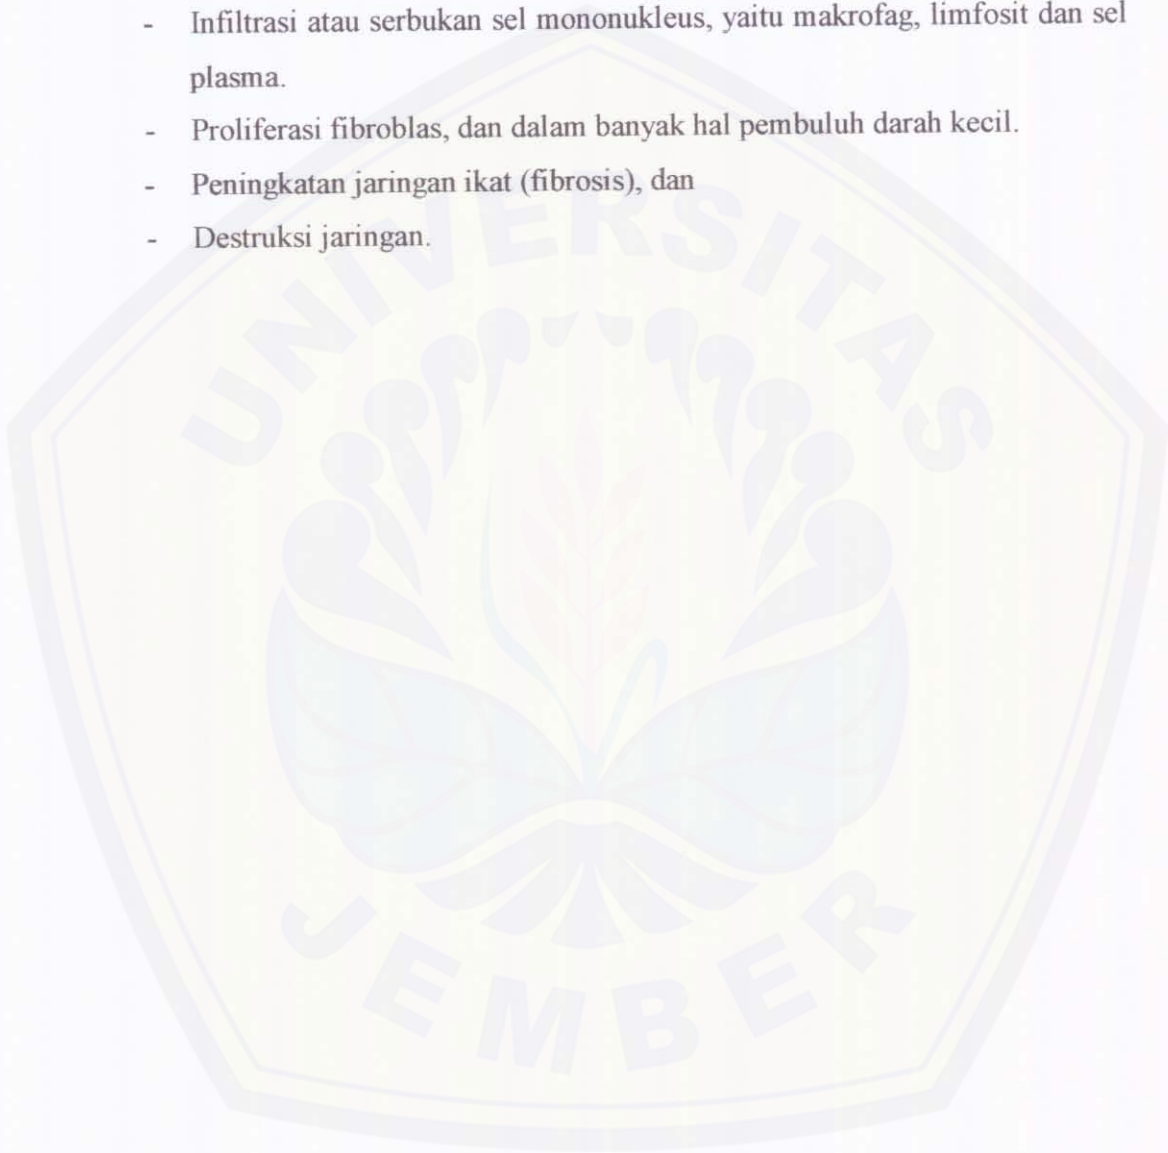 - Infiltrasi atau serbukan sel mononukleus, yaitu makrofag, limfosit dan sel
plasma.
- Proliferasi fibroblas, dan dalam banyak hal pembuluh darah kecil.
- Peningkatan jaringan ikat (fibrosis), dan
- Destruksi jaringan.
UNIVERSITAS
JEMBER